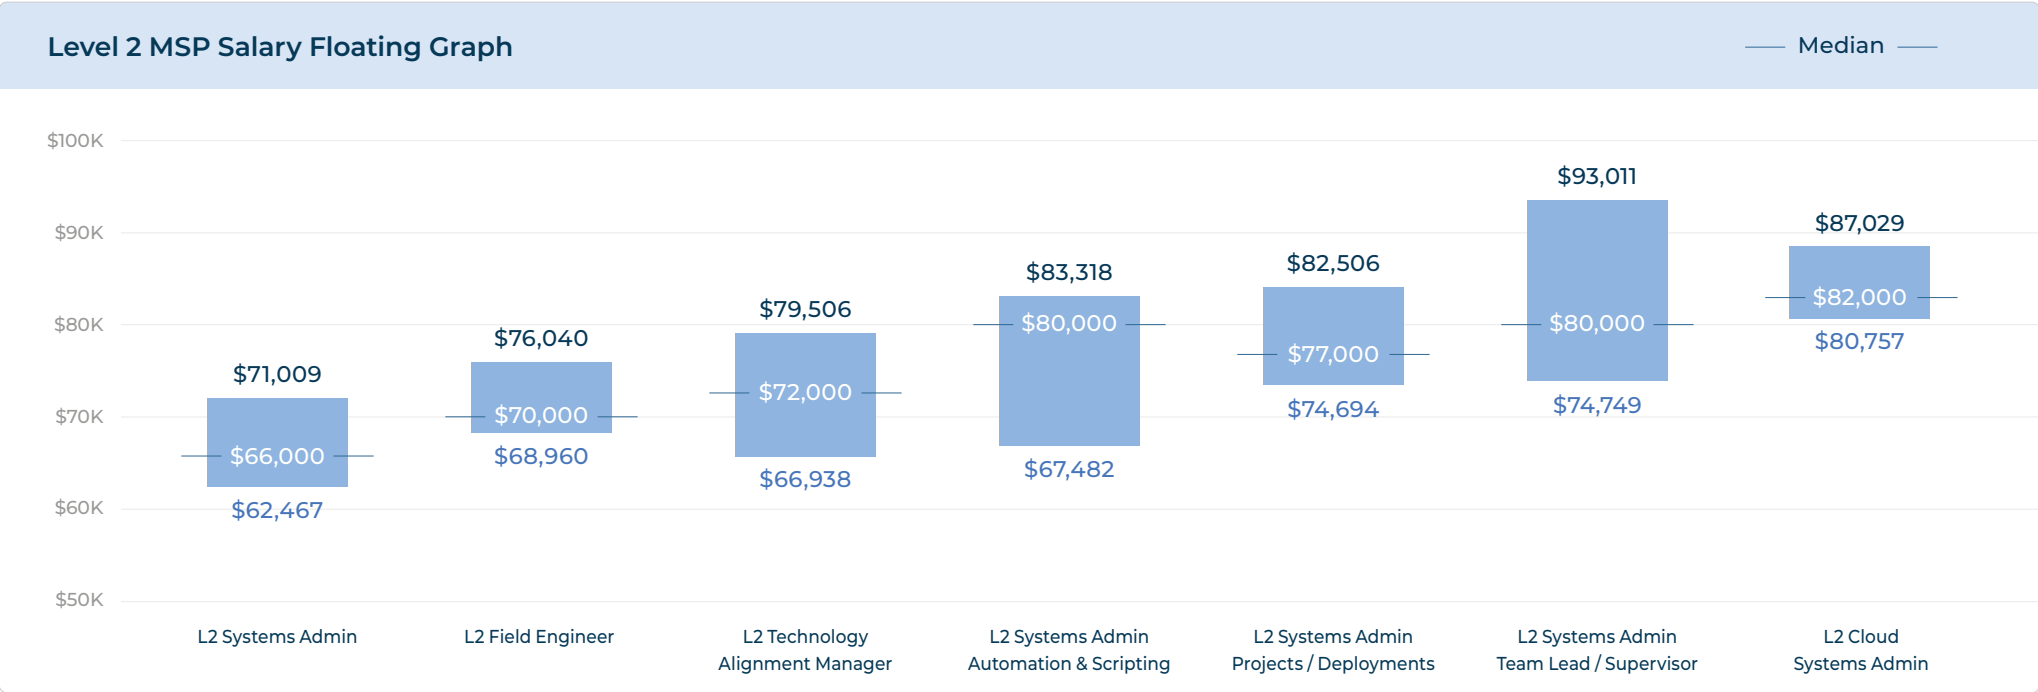 Level 2 MSP Salary Floating Graph
Median
$100K
$90K
$80K
$70K
$60K
$50K
$71,009
$66,000
$62,467
$76,040
$70,000
$68,960
$79,506
$72,000
$66,938
$83,318
$80,000
$67,482
$82,506
$77,000
$74,694
$93,011
$80,000
$74,749
$87,029
$82,000
$80,757
L2 Systems Admin
L2 Field Engineer
L2 Technology
Alignment Manager
L2 Systems Admin
Automation & Scripting
L2 Systems Admin
Projects / Deployments
L2 Systems Admin
Team Lead / Supervisor
L2 Cloud
Systems Admin